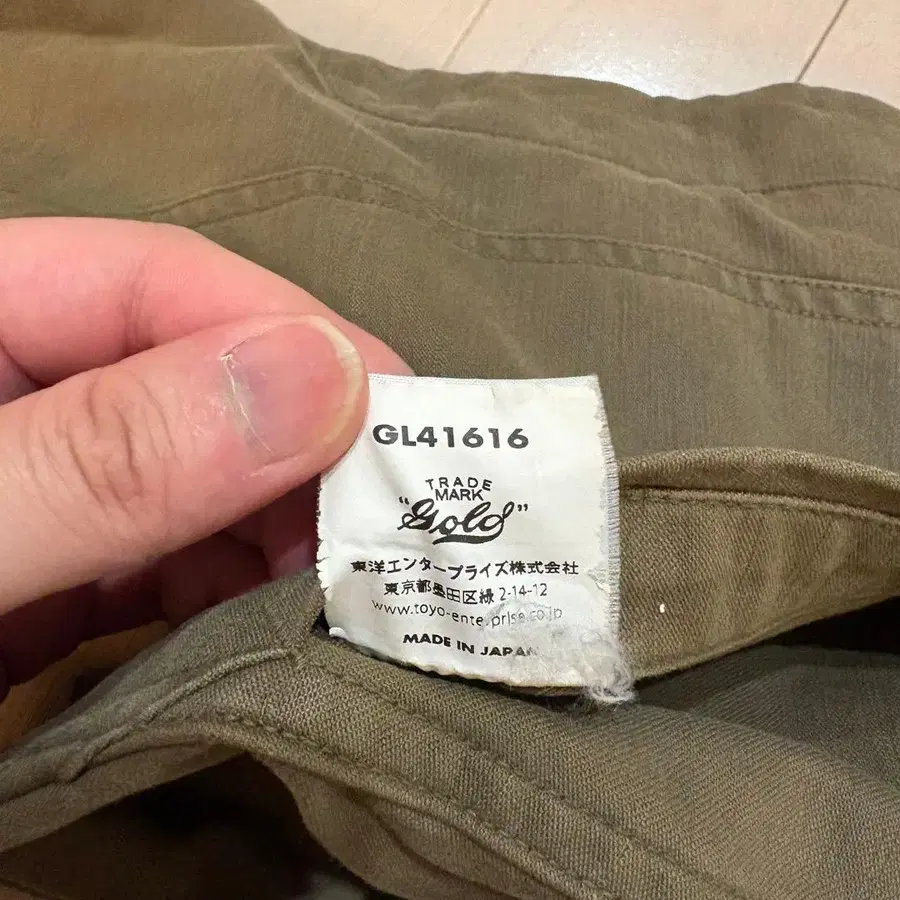 GL41616
TRADE
MARK
"Gold"
東洋エンタープライズ株式会社
東京都墨田区緑 2-14-12
www.toyo-enterprise.co.jp
MADE IN JAPAN